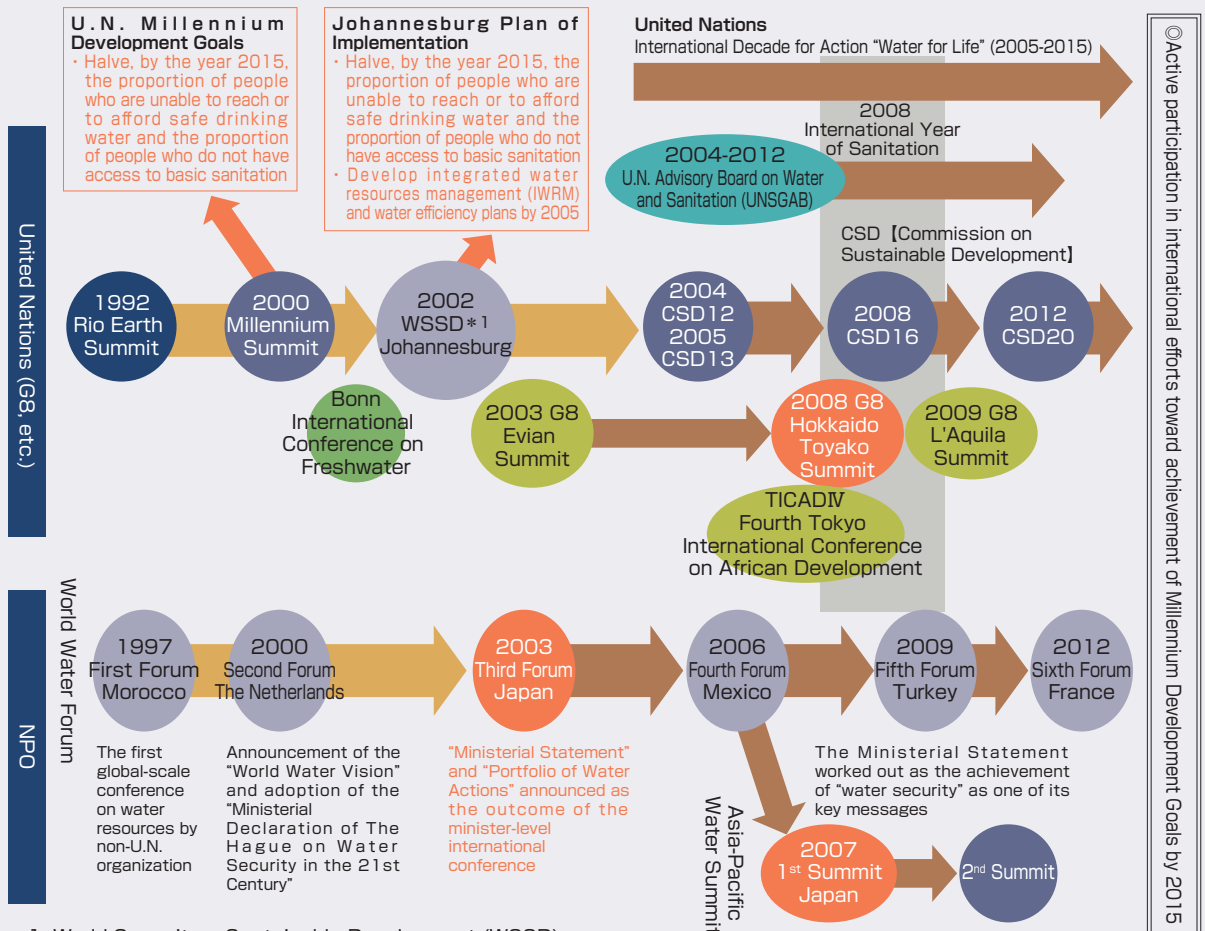 U.N. Millennium
Development Goals
・Halve, by the year 2015,
the proportion of people
who are unable to reach or
to afford safe drinking
water and the proportion
of people who do not have
access to basic sanitation
Johannesburg Plan of
Implementation
・Halve, by the year 2015, the
proportion of people who are
unable to reach or to afford
safe drinking water and the
proportion of people who do not
have access to basic sanitation
・Develop integrated water
resources management (IWRM)
and water efficiency plans by 2005
United Nations
International Decade for Action “Water for Life” (2005-2015)
2008
International Year
of Sanitation
2004-2012
U.N. Advisory Board on Water
and Sanitation (UNSGAB)
CSD【Commission on
Sustainable Development】
United Nations (G8, etc.)
1992
Rio Earth
Summit
2000
Millennium
Summit
2002
WSSD*1
Johannesburg
2004
CSD12
2005
CSD13
2008
CSD16
2012
CSD20
Bonn
International
Conference on
Freshwater
2003 G8
Evian
Summit
2008 G8
Hokkaido
Toyako
Summit
2009 G8
L'Aquila
Summit
TICADⅣ
Fourth Tokyo
International Conference
on African Development
NPO
World Water Forum
1997
First Forum
Morocco
2000
Second Forum
The Netherlands
2003
Third Forum
Japan
2006
Fourth Forum
Mexico
2009
Fifth Forum
Turkey
2012
Sixth Forum
France
The first
global-scale
conference
on water
resources by
non-U.N.
organization
Announcement of the
“World Water Vision”
and adoption of the
“Ministerial
Declaration of The
Hague on Water
Security in the 21st
Century”
“Ministerial Statement”
and “Portfolio of Water
Actions” announced as
the outcome of the
minister-level
international
conference
The Ministerial Statement
worked out as the achievement
of “water security” as one of its
key messages
Asia-Pacific
Water Summit
2007
1st Summit
Japan
2nd Summit
◎Active participation in international efforts toward achievement of Millennium Development Goals by 2015